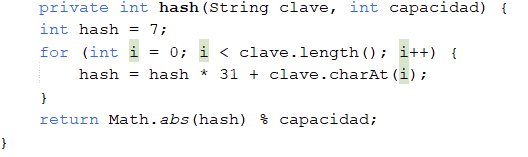 private int hash(String clave, int capacidad) {
int hash = 7;
for (int i = 0; i < clave.length(); i++) {
hash = hash * 31 + clave.charAt(i);
}
return Math.abs(hash) % capacidad;
}